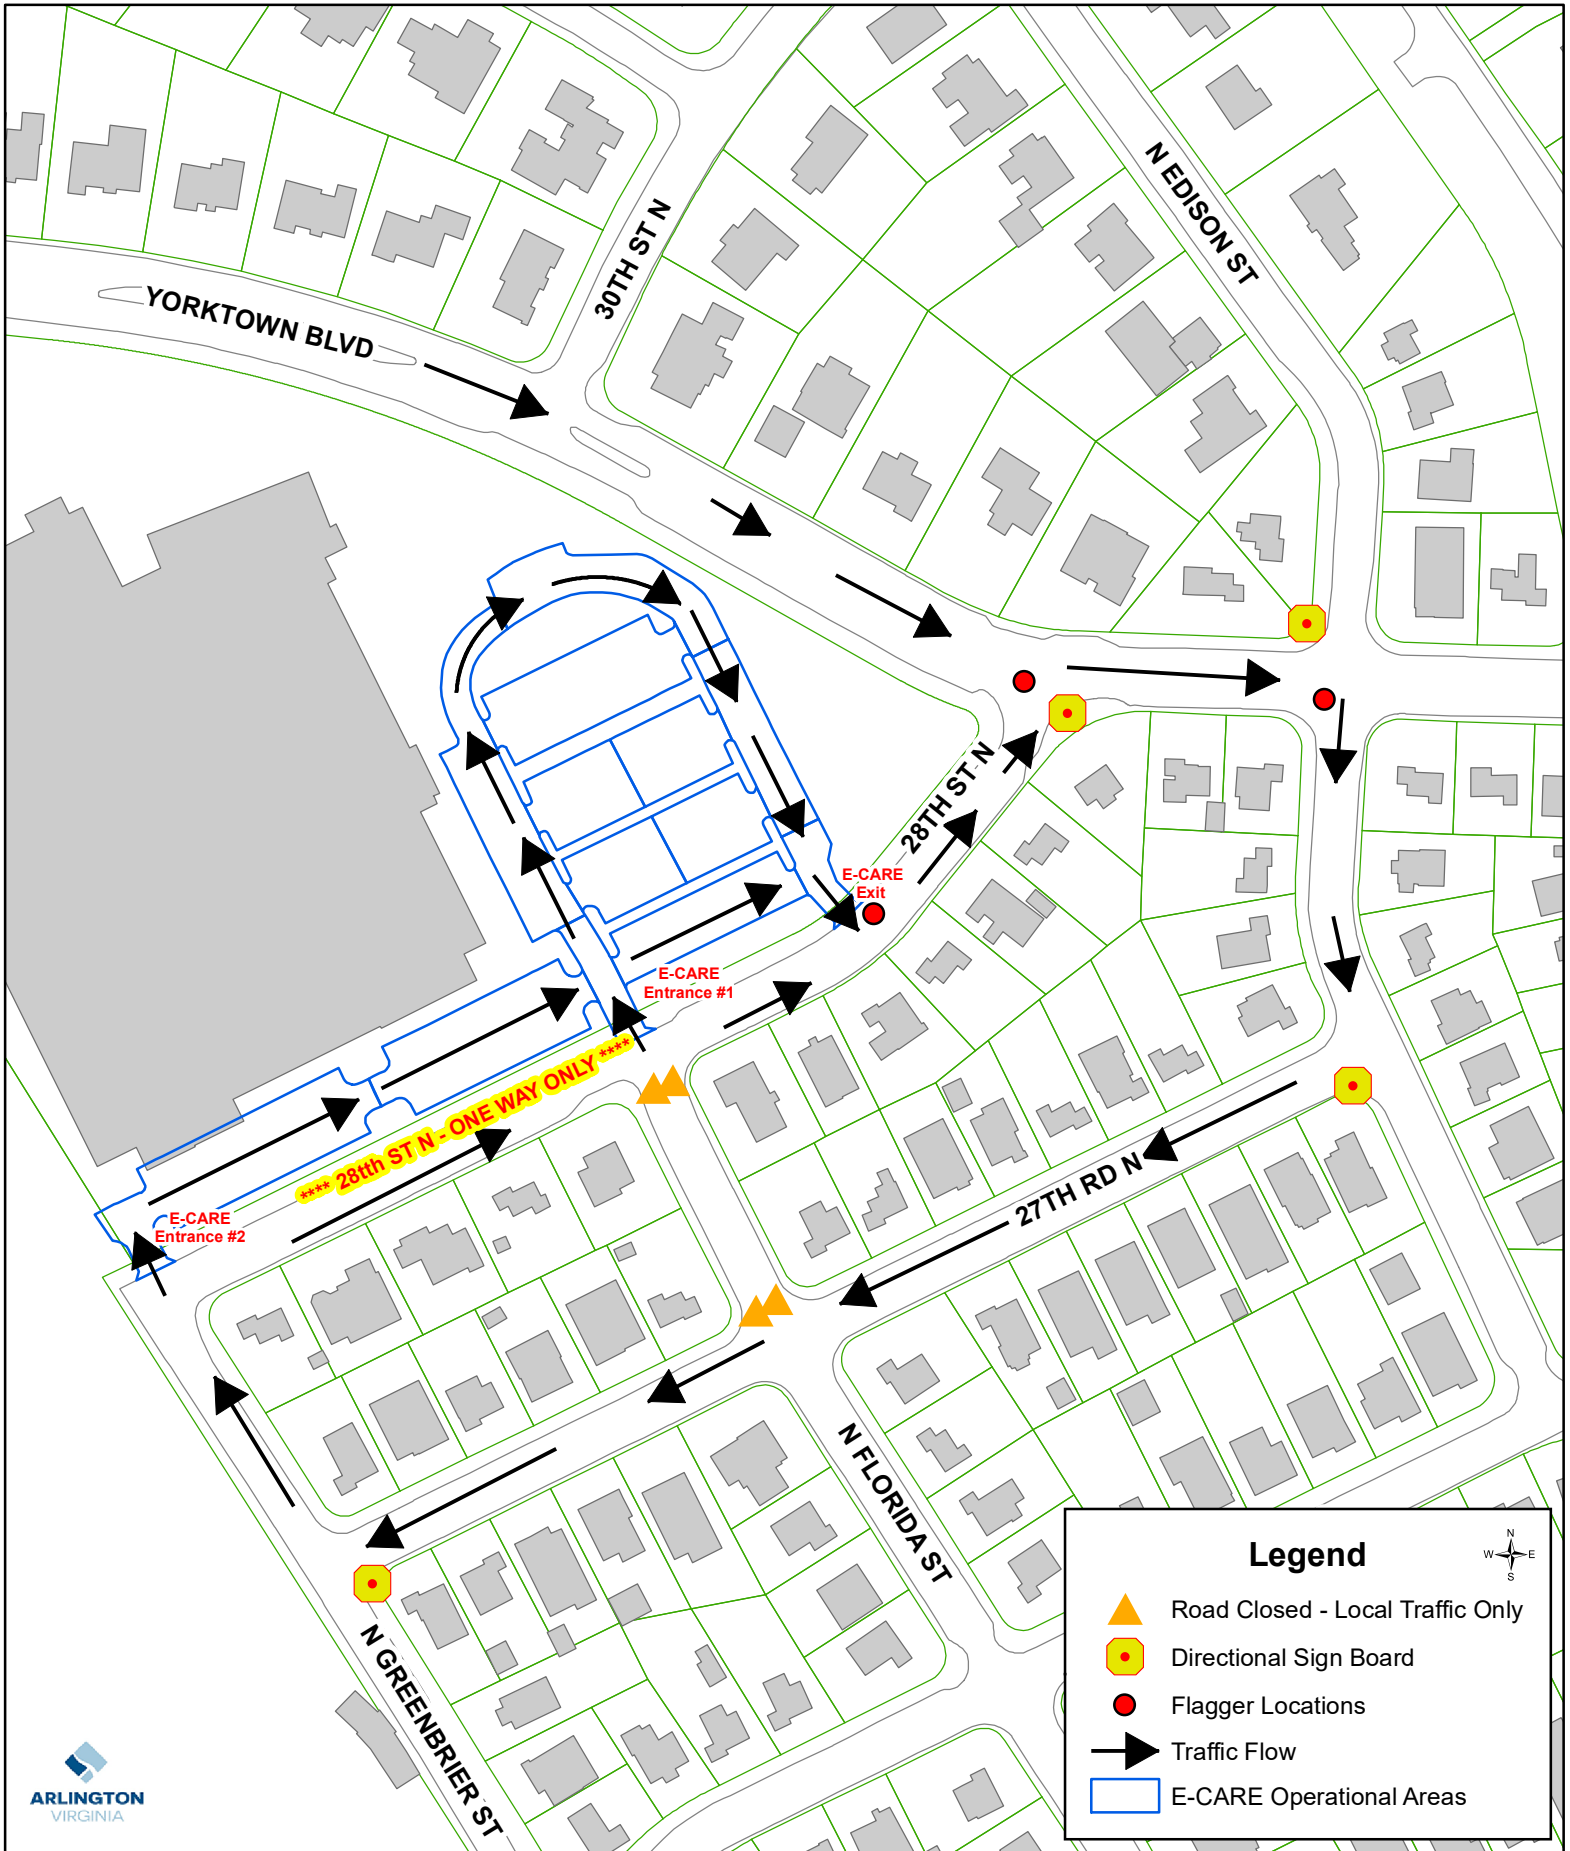 N EDISON ST
30TH ST N
YORKTOWN BLVD
28TH ST N
E-CARE
Exit
E-CARE
Entrance #1
**** 28tth ST N - ONE WAY ONLY ****
E-CARE
Entrance #2
27TH RD N
N FLORIDA ST
N GREENBRIER ST
Legend
N
W E
S
Road Closed - Local Traffic Only
Directional Sign Board
Flagger Locations
Traffic Flow
E-CARE Operational Areas
ARLINGTON
VIRGINIA